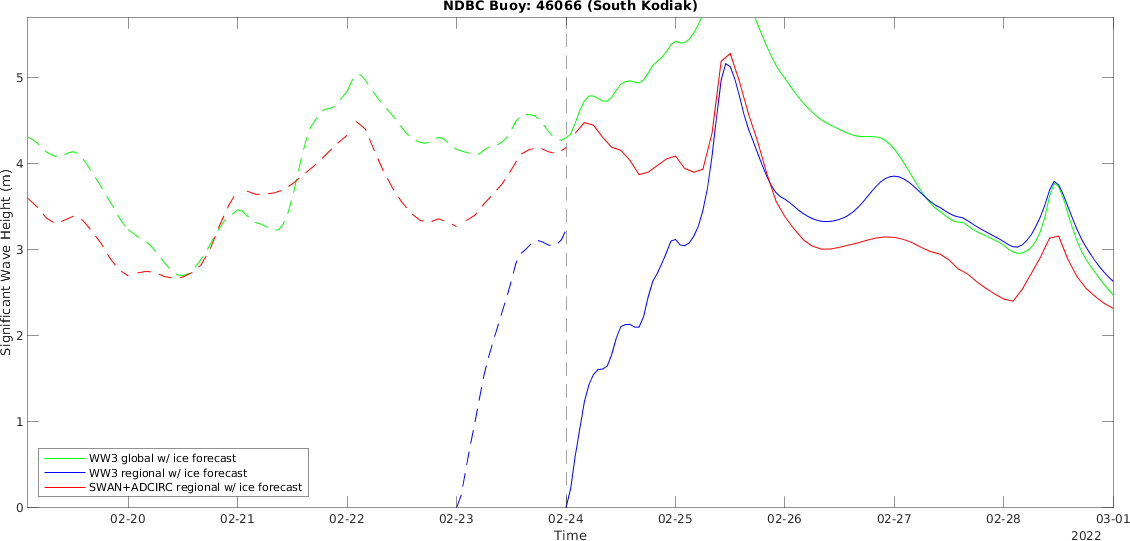 NDBC Buoy: 46066 (South Kodiak)
Significant Wave Height (m)
5
4
3
2
1
0
WW3 global w/ ice forecast
WW3 regional w/ ice forecast
SWAN+ADCIRC regional w/ ice forecast
02-20 02-21 02-22 02-23 02-24 02-25 02-26 02-27 02-28 03-01
Time
2022